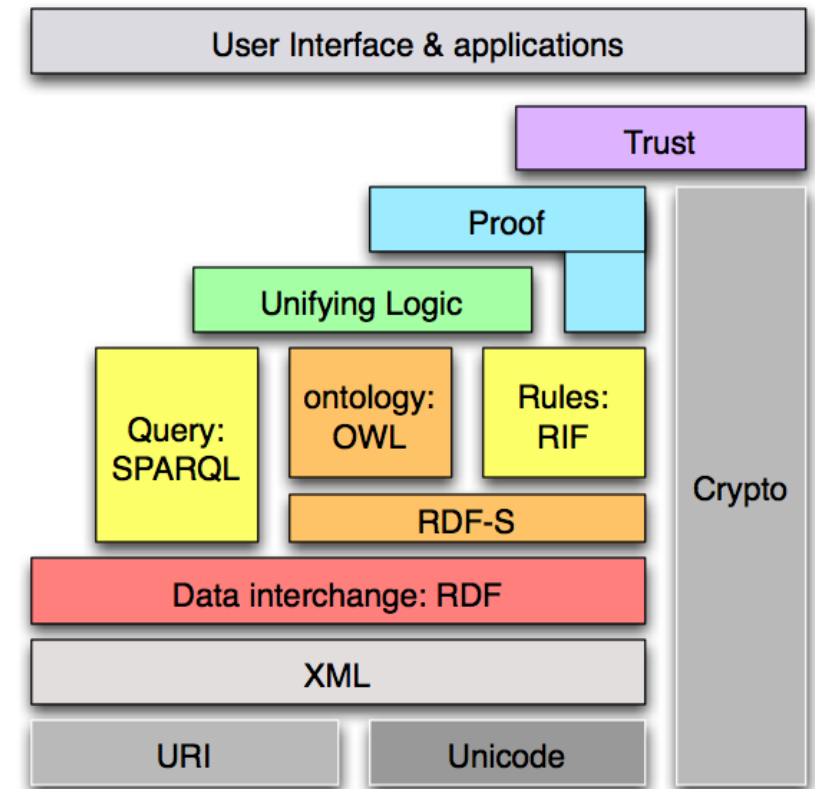 User Interface & applications
Trust
Proof
Unifying Logic
Query:
SPARQL
ontology:
OWL
Rules:
RIF
Crypto
RDF-S
Data interchange: RDF
XML
URI
Unicode